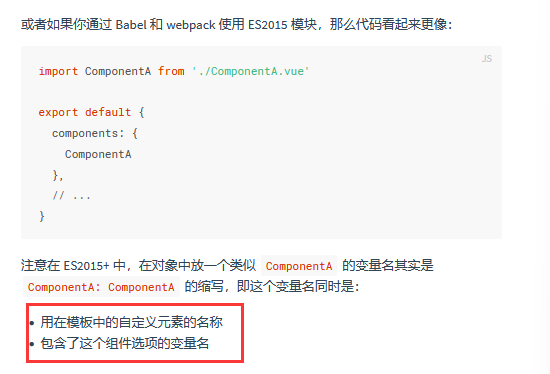 或者如果你通过 Babel 和 webpack 使用 ES2015 模块，那么代码看起来更像：
JS
import ComponentA from './ComponentA.vue'
export default {
components: {
ComponentA
},
// ...
}
注意在 ES2015+ 中，在对象中放一个类似 ComponentA 的变量名其实是
ComponentA: ComponentA 的缩写，即这个变量名同时是：
• 用在模板中的自定义元素的名称
• 包含了这个组件选项的变量名